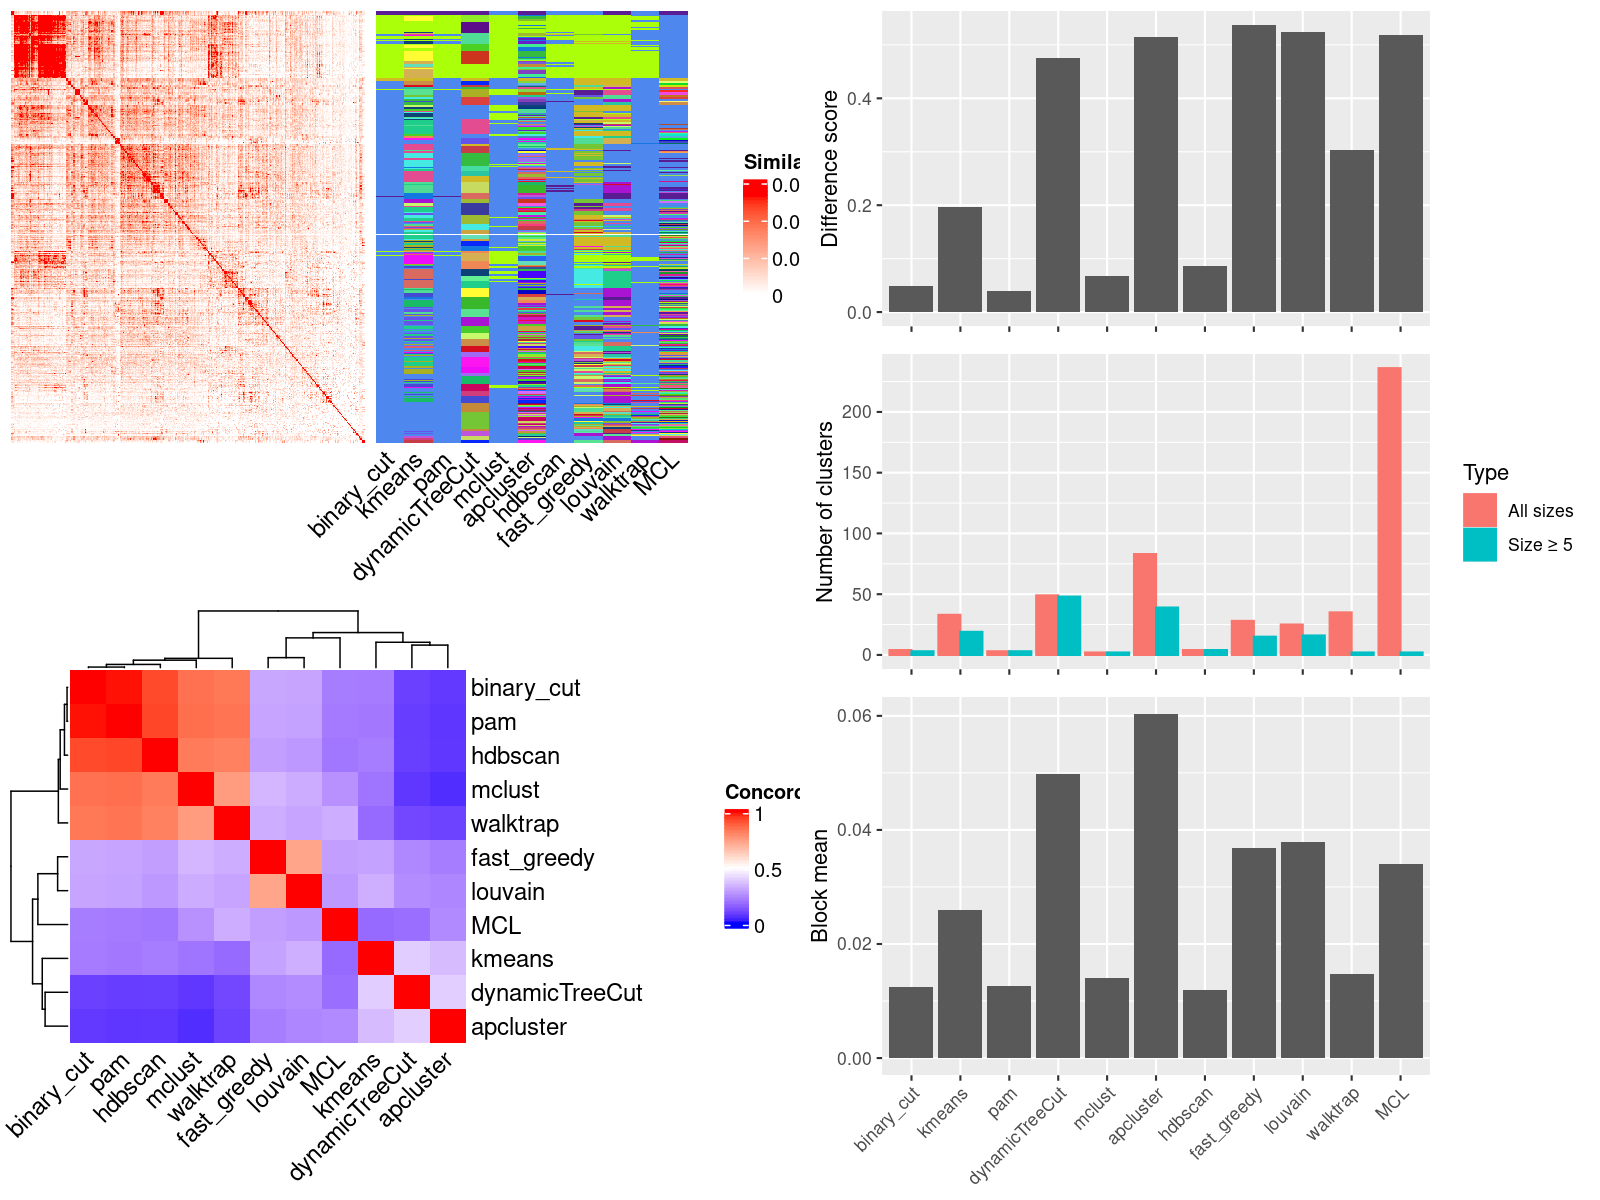 Simila
0.0
0.0
0.0
0
binary_cut
kmeans
pam
dynamicTreeCut
mclust
apcluster
hdbscan
fast_greedy
louvain
walktrap
MCL
binary_cut
pam
hdbscan
mclust
walktrap
fast_greedy
louvain
MCL
kmeans
dynamicTreeCut
apcluster
binary_cut
pam
hdbscan
mclust
walktrap
fast_greedy
louvain
MCL
kmeans
dynamicTreeCut
apcluster
Concord
1
0.5
0
Difference score
0.4
0.2
0.0
Number of clusters
200
150
100
50
0
Type
All sizes
Size ≥ 5
Block mean
0.06
0.04
0.02
0.00
binary_cut
kmeans
pam
dynamicTreeCut
mclust
apcluster
hdbscan
fast_greedy
louvain
walktrap
MCL